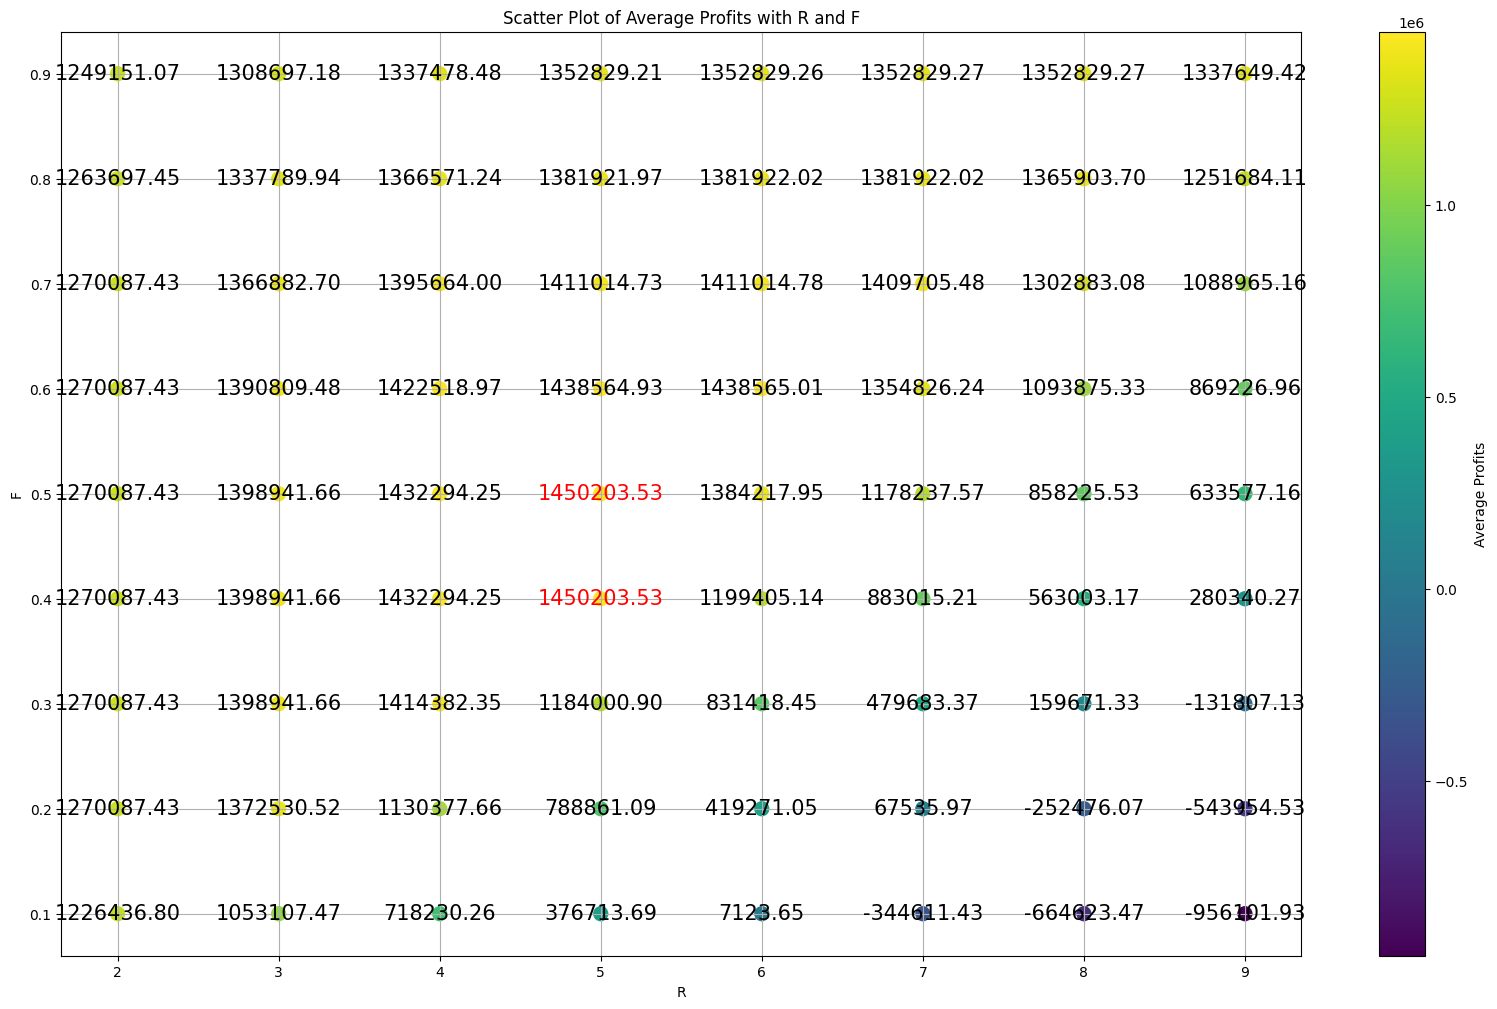 Scatter Plot of Average Profits with R and F
1e6
0.9 1249151.07 1308697.18 1337478.48 1352829.21 1352829.26 1352829.27 1352829.27 1337649.42
0.8 1263697.45 1337789.94 1366571.24 1381921.97 1381922.02 1381922.02 1365903.70 1251684.11
1.0
0.7 1270087.43 1366882.70 1395664.00 1411014.73 1411014.78 1409705.48 1302883.08 1088965.16
0.6 1270087.43 1390809.48 1422518.97 1438564.93 1438565.01 1354826.24 1093875.33 869226.96
0.5
F
0.5 1270087.43 1398941.66 1432294.25 1450203.53 1384217.95 1178237.57 858225.53 633577.16
Average Profits
0.0
0.4 1270087.43 1398941.66 1432294.25 1450203.53 1199405.14 883015.21 563003.17 280340.27
0.3 1270087.43 1398941.66 1414382.35 1184000.90 831418.45 479683.37 159671.33 -131807.13
−0.5
0.2 1270087.43 1372530.52 1130377.66 788861.09 419271.05 67535.97 -252476.07 -543954.53
0.1 1226436.80 1053107.47 718230.26 376713.69 7123.65 -344611.43 -664623.47 -956101.93
2 3 4 5 6 7 8 9
R